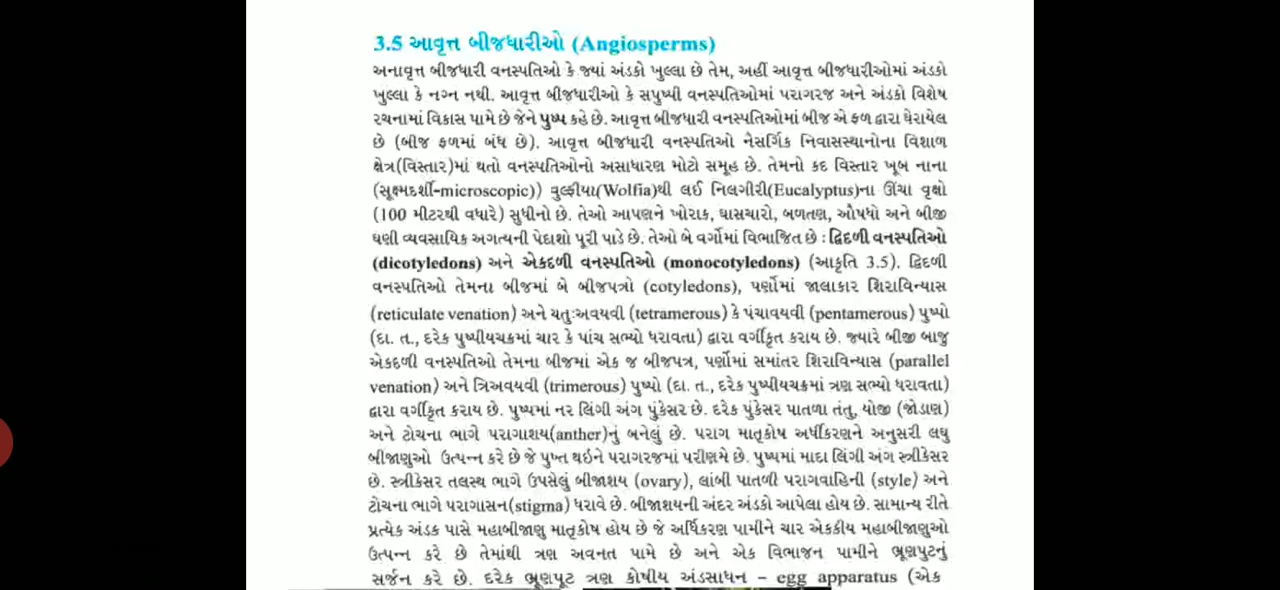 3.5 આવૃત્ત બીજધારીઓ (Angiosperms)
અનાવૃત્ત બીજધારી વનસ્પતિઓ કે જ્યાં અંડકો ખુલ્લા છે તેમ, અહીં આવૃત્ત બીજધારીઓમાં અંડકો
ખુલ્લા કે નગ્ન નથી. આવૃત્ત બીજધારીઓ કે સપુષ્પી વનસ્પતિઓમાં પરાગરજ અને અંડકો વિશેષ
રચનામાં વિકાસ પામે છે જેને પુષ્પ કહે છે. આવૃત્ત બીજધારી વનસ્પતિઓમાં બીજ એ ફળ દ્વારા ઘેરાયેલ
છે (બીજ ફળમાં બંધ છે). આવૃત્ત બીજધારી વનસ્પતિઓ નૈસર્ગિક નિવાસસ્થાનોના વિશાળ
ક્ષેત્ર(વિસ્તાર)માં થતો વનસ્પતિઓનો અસાધારણ મોટો સમૂહ છે. તેમનો કદ વિસ્તાર ખૂબ નાના
(સૂક્ષ્મદર્શી-microscopic)) વુલ્ફીયા(Wolfia)થી લઈ નિલગીરી(Eucalyptus)ના ઊંચા વૃક્ષો
(100 મીટરથી વધારે) સુધીનો છે. તેઓ આપણને ખોરાક, ઘાસચારો, બળતણ, ઔષધો અને બીજી
ઘણી વ્યવસાયિક અગત્યની પેદાશો પૂરી પાડે છે. તેઓ બે વર્ગોમાં વિભાજિત છે : દ્વિદળી વનસ્પતિઓ
(dicotyledons) અને એકદળી વનસ્પતિઓ (monocotyledons) (આકૃતિ 3.5). દ્વિદળી
વનસ્પતિઓ તેમના બીજમાં બે બીજપત્રો (cotyledons), પર્ણોમાં જાલાકાર શિરાવિન્યાસ
(reticulate venation) અને ચતુઃઅવયવી (tetramerous) કે પંચાવયવી (pentamerous) પુષ્પો
(દા. ત., દરેક પુષ્પીયચક્રમાં ચાર કે પાંચ સભ્યો ધરાવતા) દ્વારા વર્ગીકૃત કરાય છે. જ્યારે બીજી બાજુ
એકદળી વનસ્પતિઓ તેમના બીજમાં એક જ બીજપત્ર, પર્ણોમાં સમાંતર શિરાવિન્યાસ (parallel
venation) અને ત્રિઅવયવી (trimerous) પુષ્પો (દા. ત., દરેક પુષ્પીયચક્રમાં ત્રણ સભ્યો ધરાવતા)
દ્વારા વર્ગીકૃત કરાય છે. પુષ્પમાં નર લિંગી અંગ પુંકેસર છે. દરેક પુંકેસર પાતળા તંતુ, યોજી (જોડાણ)
અને ટોચના ભાગે પરાગાશય(anther)નું બનેલું છે. પરાગ માતૃકોષ અર્ધીકરણને અનુસરી લઘુ
બીજાણુઓ ઉત્પન્ન કરે છે જે પુખ્ત થઈને પરાગરજમાં પરીણમે છે. પુષ્પમાં માદા લિંગી અંગ સ્ત્રીકેસર
છે. સ્ત્રીકેસર તલસ્થ ભાગે ઉપસેલું બીજાશય (ovary), લાંબી પાતળી પરાગવાહિની (style) અને
ટોચના ભાગે પરાગાસન(stigma) ધરાવે છે. બીજાશયની અંદર અંડકો આપેલા હોય છે. સામાન્ય રીતે
પ્રત્યેક અંડક પાસે મહાબીજાણુ માતૃકોષ હોય છે જે અર્ધિકરણ પામીને ચાર એકકીય મહાબીજાણુઓ
ઉત્પન્ન કરે છે તેમાંથી ત્રણ અવનત પામે છે અને એક વિભાજન પામીને ભ્રૂણપુટનું
સર્જન કરે છે. દરેક ભ્રૂણપૂટ ત્રણ કોષીય અંડસાધન – egg apparatus (એક